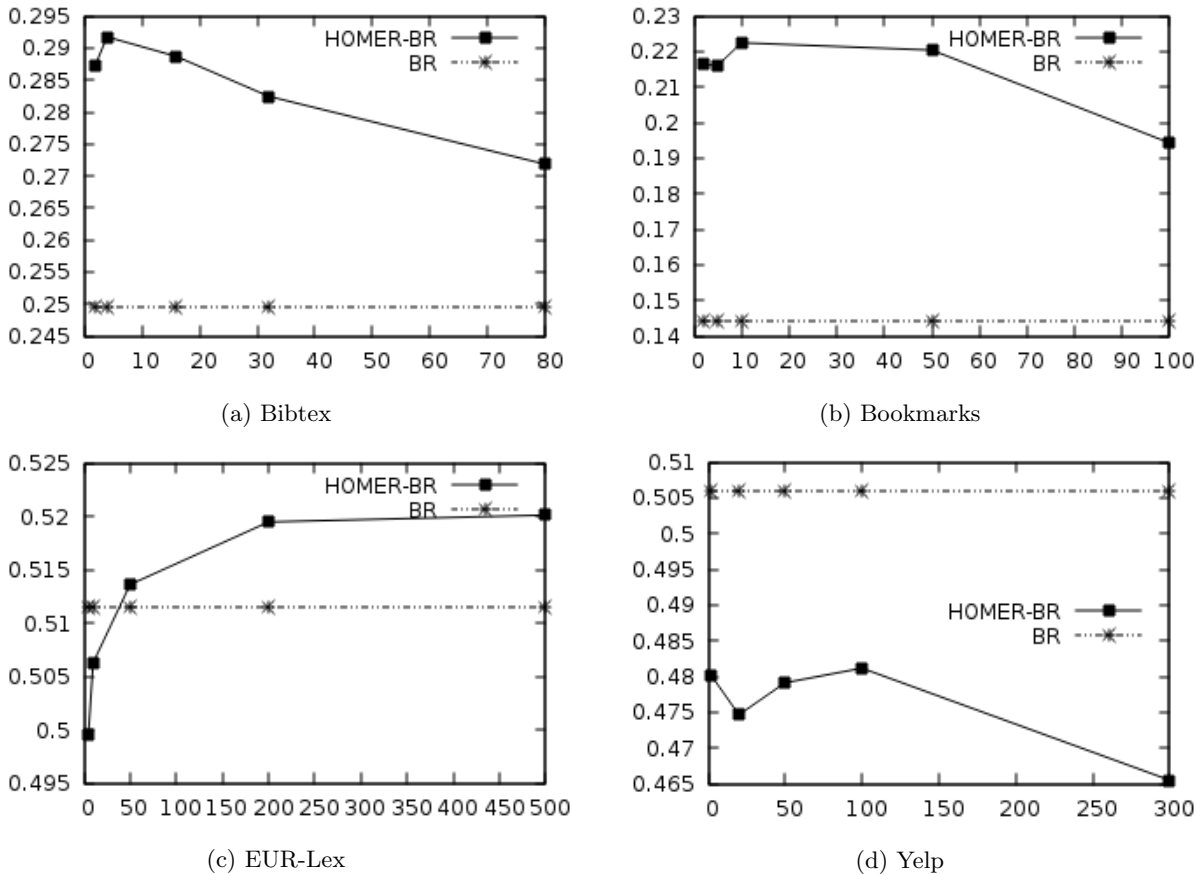 0.295
0.29
0.285
0.28
0.275
0.27
0.265
0.26
0.255
0.25
0.245
HOMER-BR
BR
0 10 20 30 40 50 60 70 80
(a) Bibtex
0.23
0.22
0.21
0.2
0.19
0.18
0.17
0.16
0.15
0.14
HOMER-BR
BR
0 10 20 30 40 50 60 70 80 90 100
(b) Bookmarks
0.525
0.52
0.515
0.51
0.505
0.5
0.495
HOMER-BR
BR
0 50 100 150 200 250 300 350 400 450 500
(c) EUR-Lex
0.51
0.505
0.5
0.495
0.49
0.485
0.48
0.475
0.47
0.465
HOMER-BR
BR
0 50 100 150 200 250 300
(d) Yelp